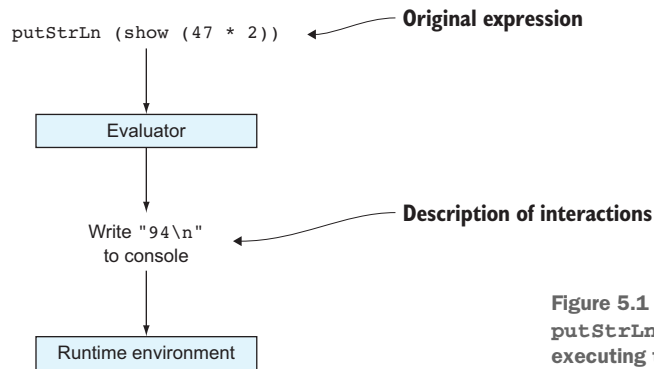 putStrLn (show (47 * 2))
Original expression
Evaluator
Write "94\n"
to console
Description of interactions
Runtime environment
Figure 5.1
putStrLn
executing